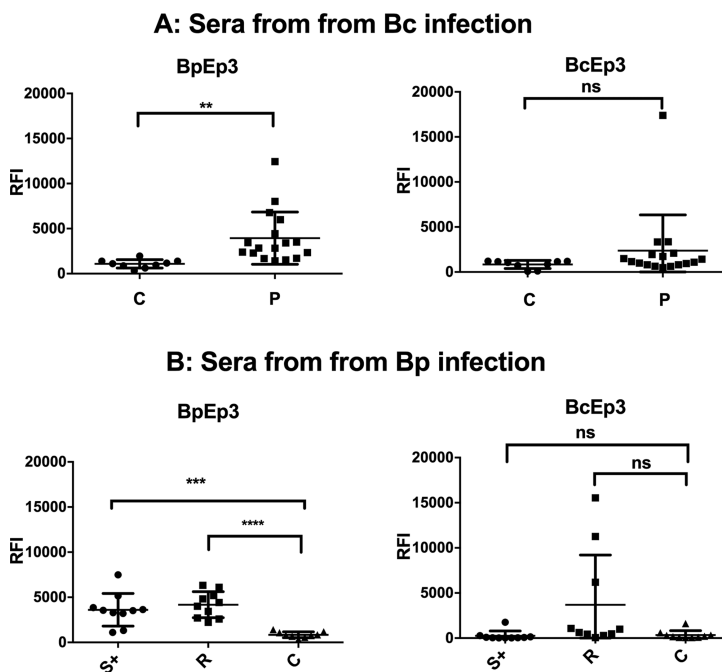 A: Sera from from Bc infection
BpEp3
20000
15000
10000
5000
0
RFI
**
C
P
BcEp3
20000
15000
10000
5000
0
RFI
ns
C
P
B: Sera from from Bp infection
BpEp3
20000
15000
10000
5000
0
RFI
***
****
S+
R
C
BcEp3
20000
15000
10000
5000
0
RFI
ns
ns
S+
R
C